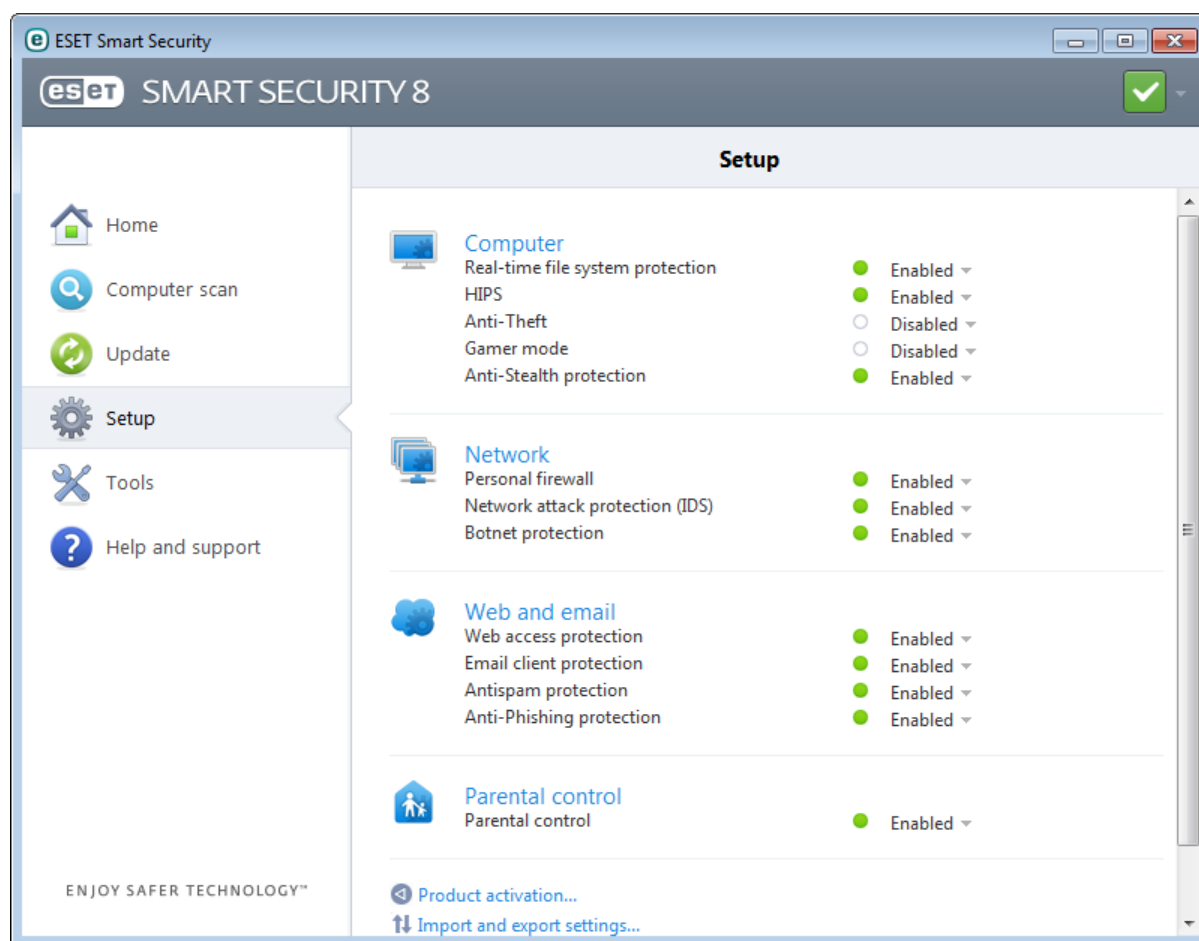 ESET Smart Security
eset SMART SECURITY 8
Setup
Home
Computer scan
Update
Setup
Tools
Help and support
ENJOY SAFER TECHNOLOGY™
Computer
Real-time file system protection Enabled
HIPS Enabled
Anti-Theft Disabled
Gamer mode Disabled
Anti-Stealth protection Enabled
Network
Personal firewall Enabled
Network attack protection (IDS) Enabled
Botnet protection Enabled
Web and email
Web access protection Enabled
Email client protection Enabled
Antispam protection Enabled
Anti-Phishing protection Enabled
Parental control
Parental control Enabled
Product activation...
Import and export settings...